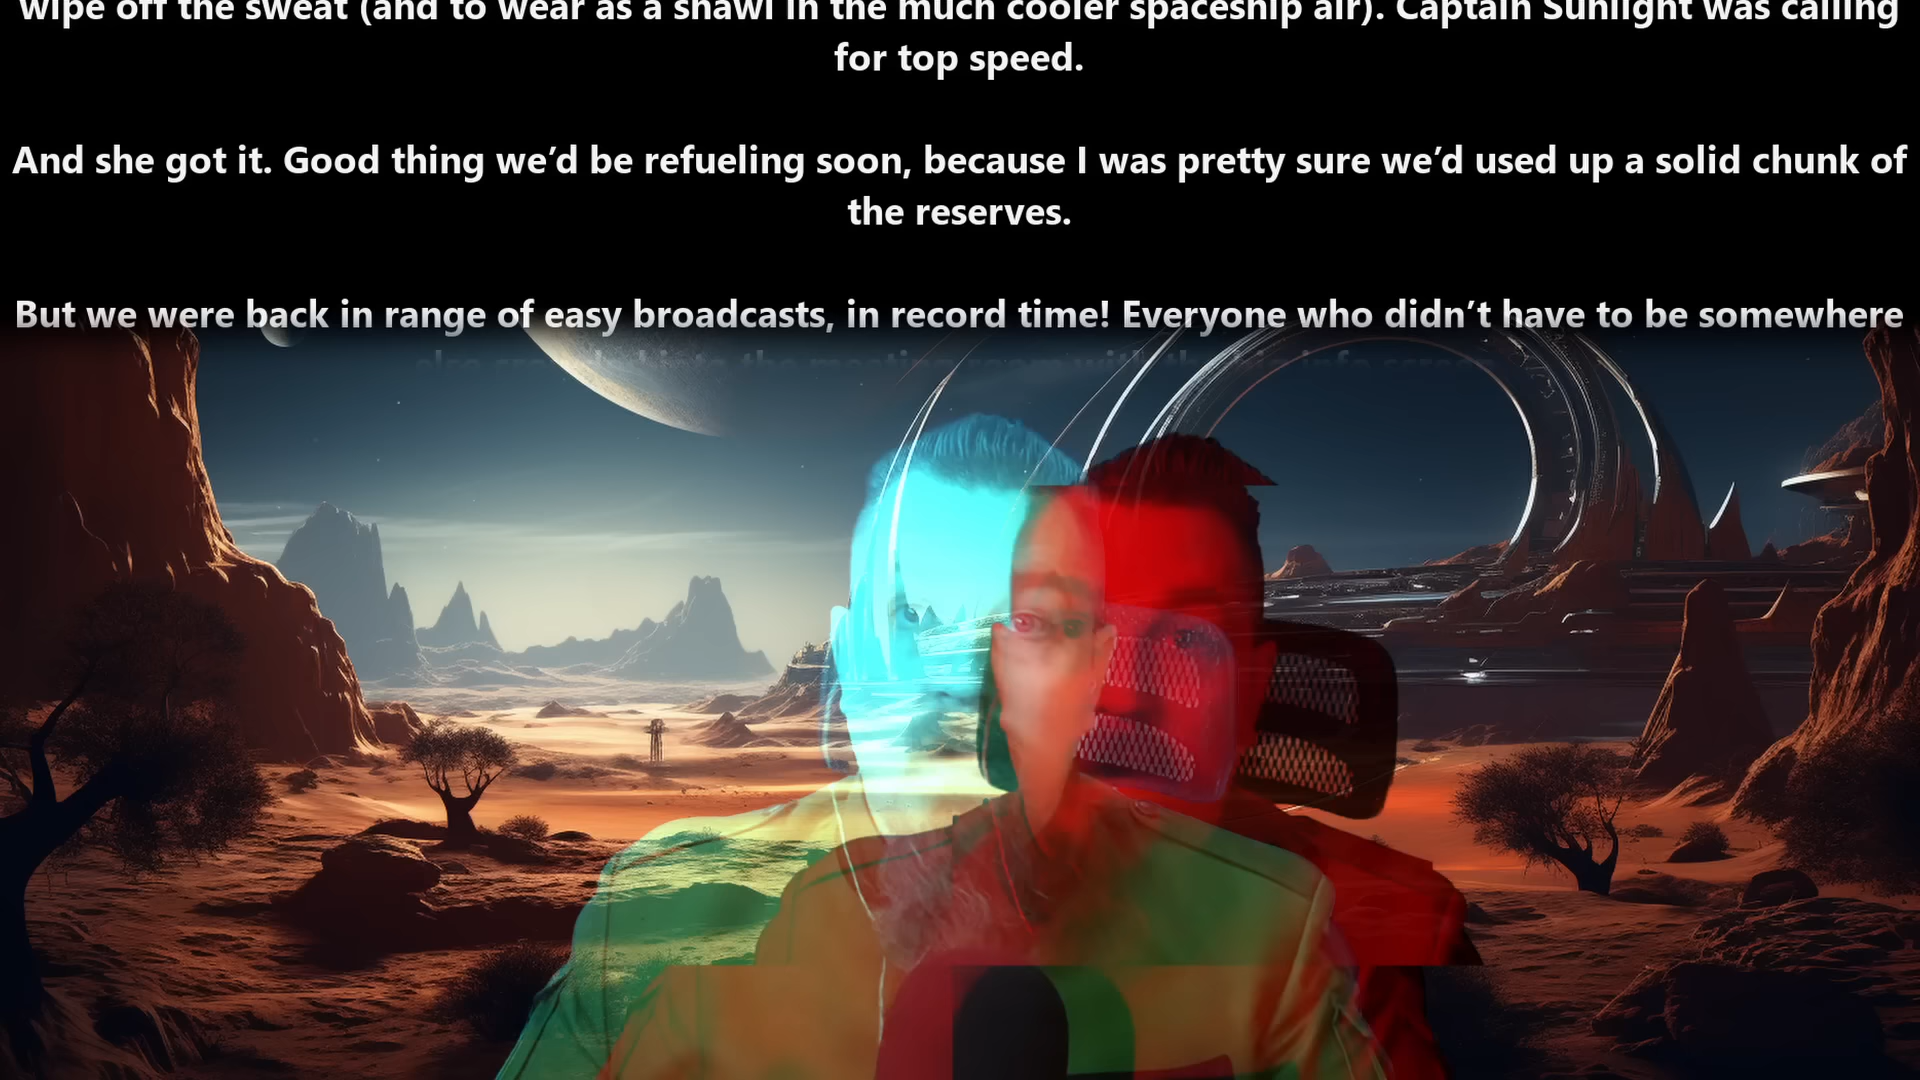 wipe off the sweat (and to wear as a shawl in the much cooler spaceship air). Captain Sunlight was calling
for top speed.
And she got it. Good thing we’d be refueling soon, because I was pretty sure we’d used up a solid chunk of
the reserves.
But we were back in range of easy broadcasts, in record time! Everyone who didn’t have to be somewhere